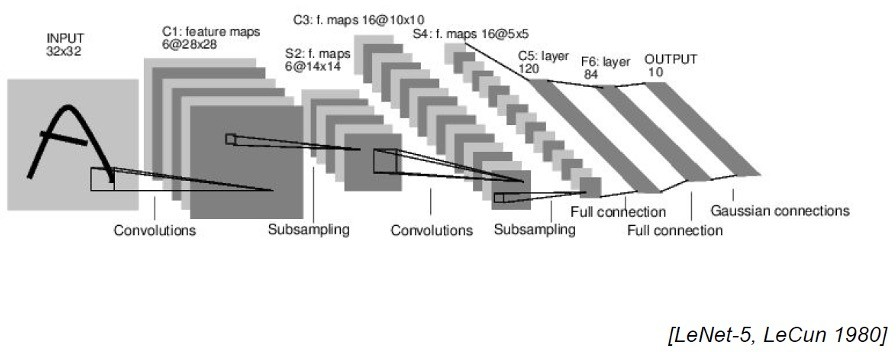 INPUT
32x32
C1: feature maps
6@28x28
S2: f. maps
6@14x14
C3: f. maps 16@10x10
S4: f. maps 16@5x5
C5: layer
120
F6: layer
84
OUTPUT
10
Convolutions
Subsampling
Convolutions
Subsampling
Full connection
Full connection
Gaussian connections
[LeNet-5, LeCun 1980]